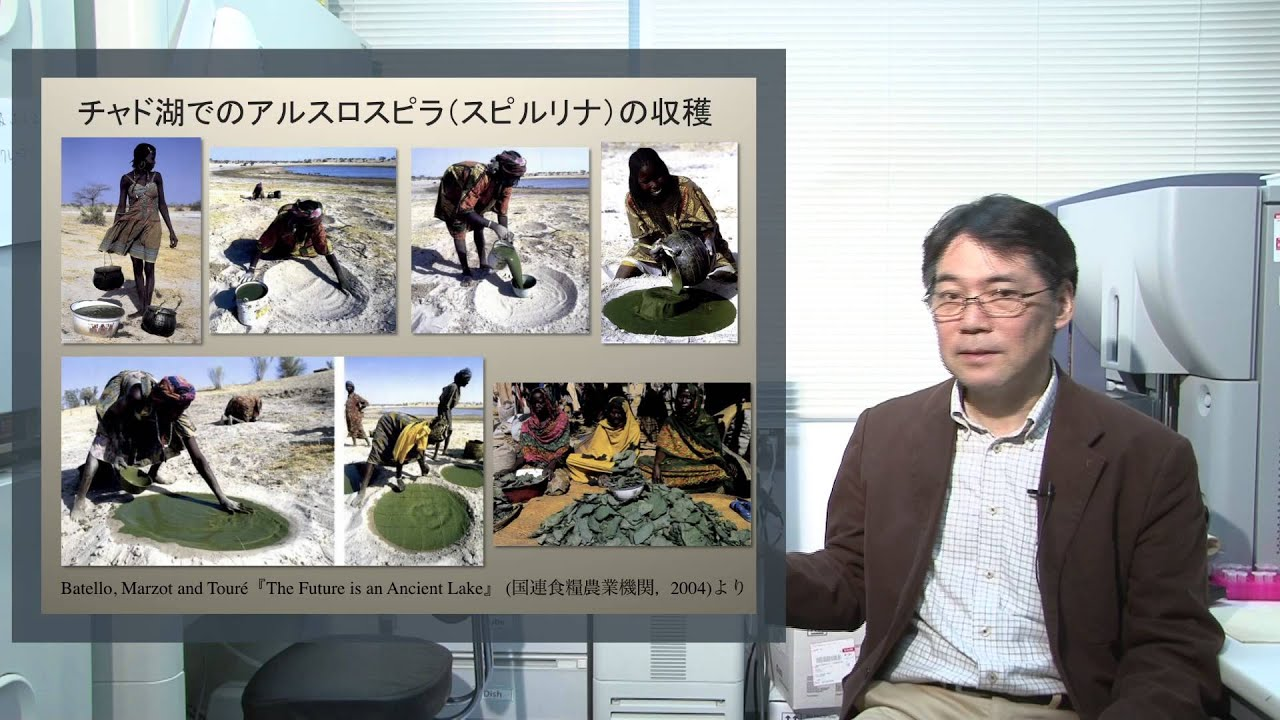 チャド湖でのアルスロスピラ（スピルリナ）の収穫
Batello, Marzot and Touré『The Future is an Ancient Lake』 (国連食糧農業機関，2004)より
Dish